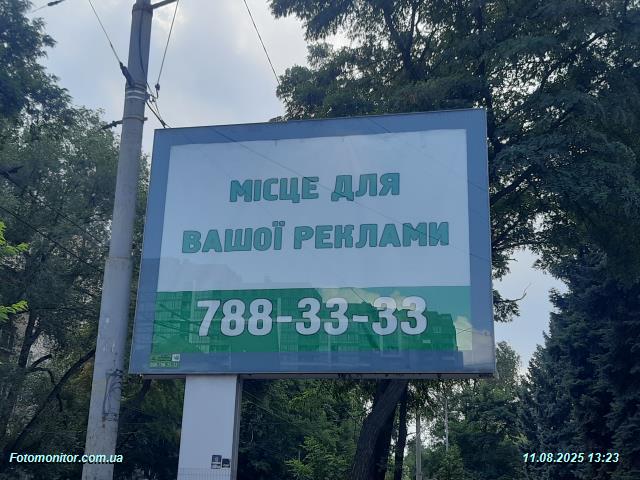 МІСЦЕ ДЛЯ
ВАШОЇ РЕКЛАМИ
788-33-33
Fotomonitor.com.ua
11.08.2025 13:23